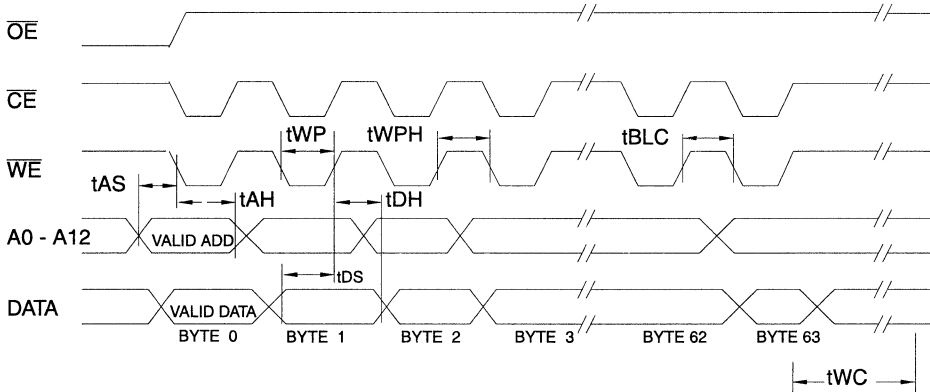 OE
CE
tWP
tWPH
tBLC
WE
tAS
tAH
tDH
A0 - A12
VALID ADD
tDS
DATA
VALID DATA
BYTE 0
BYTE 1
BYTE 2
BYTE 3
BYTE 62
BYTE 63
tWC